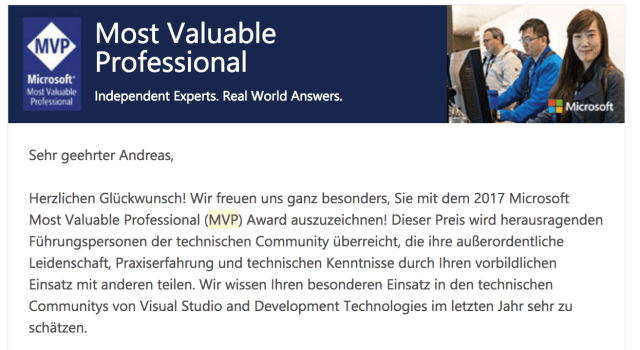 MVP
Microsoft®
Most Valuable
Professional
Most Valuable
Professional
Independent Experts. Real World Answers.
Microsoft
Sehr geehrter Andreas,
Herzlichen Glückwunsch! Wir freuen uns ganz besonders, Sie mit dem 2017 Microsoft
Most Valuable Professional (MVP) Award auszuzeichnen! Dieser Preis wird herausragenden
Führungspersonen der technischen Community überreicht, die ihre außerordentliche
Leidenschaft, Praxiserfahrung und technischen Kenntnisse durch Ihren vorbildlichen
Einsatz mit anderen teilen. Wir wissen Ihren besonderen Einsatz in den technischen
Communitys von Visual Studio and Development Technologies im letzten Jahr sehr zu
schätzen.